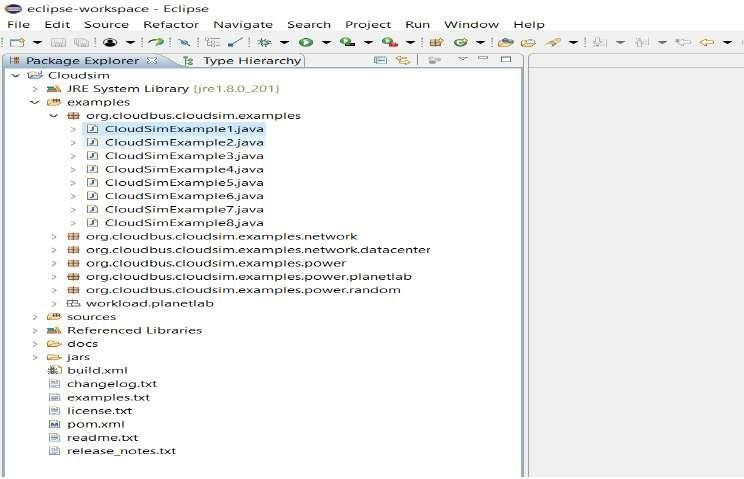 eclipse-workspace - Eclipse
File Edit Source Refactor Navigate Search Project Run Window Help
Package Explorer Type Hierarchy
Cloudsim
JRE System Library [jre1.8.0_201]
examples
org.cloudbus.cloudsim.examples
CloudSimExample1.java
CloudSimExample2.java
CloudSimExample3.java
CloudSimExample4.java
CloudSimExample5.java
CloudSimExample6.java
CloudSimExample7.java
CloudSimExample8.java
org.cloudbus.cloudsim.examples.network
org.cloudbus.cloudsim.examples.network.datacenter
org.cloudbus.cloudsim.examples.power
org.cloudbus.cloudsim.examples.power.planetlab
org.cloudbus.cloudsim.examples.power.random
workload.planetlab
sources
Referenced Libraries
docs
jars
build.xml
changelog.txt
examples.txt
license.txt
pom.xml
readme.txt
release_notes.txt